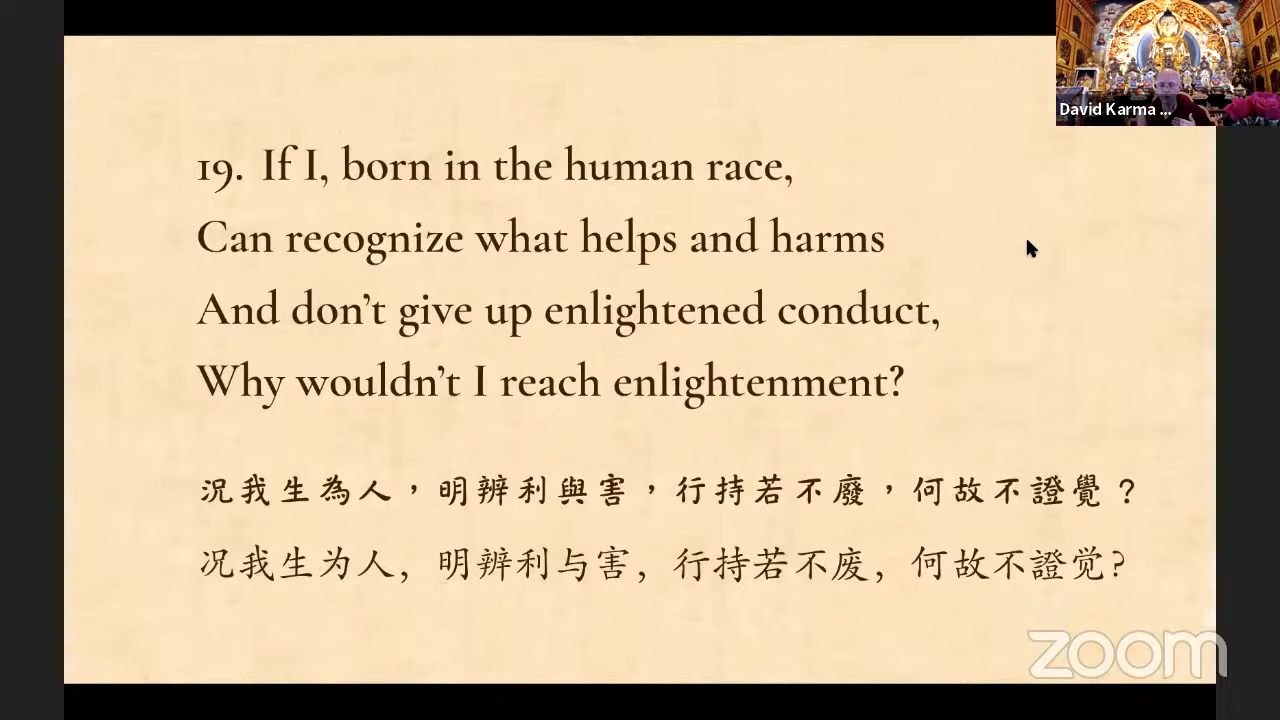 David Karma ...
19. If I, born in the human race,
Can recognize what helps and harms
And don't give up enlightened conduct,
Why wouldn't I reach enlightenment?
況我生為人，明辨利與害，行持若不廢，何故不證覺？
况我生为人，明辨利与害，行持若不废，何故不證觉？
zoom